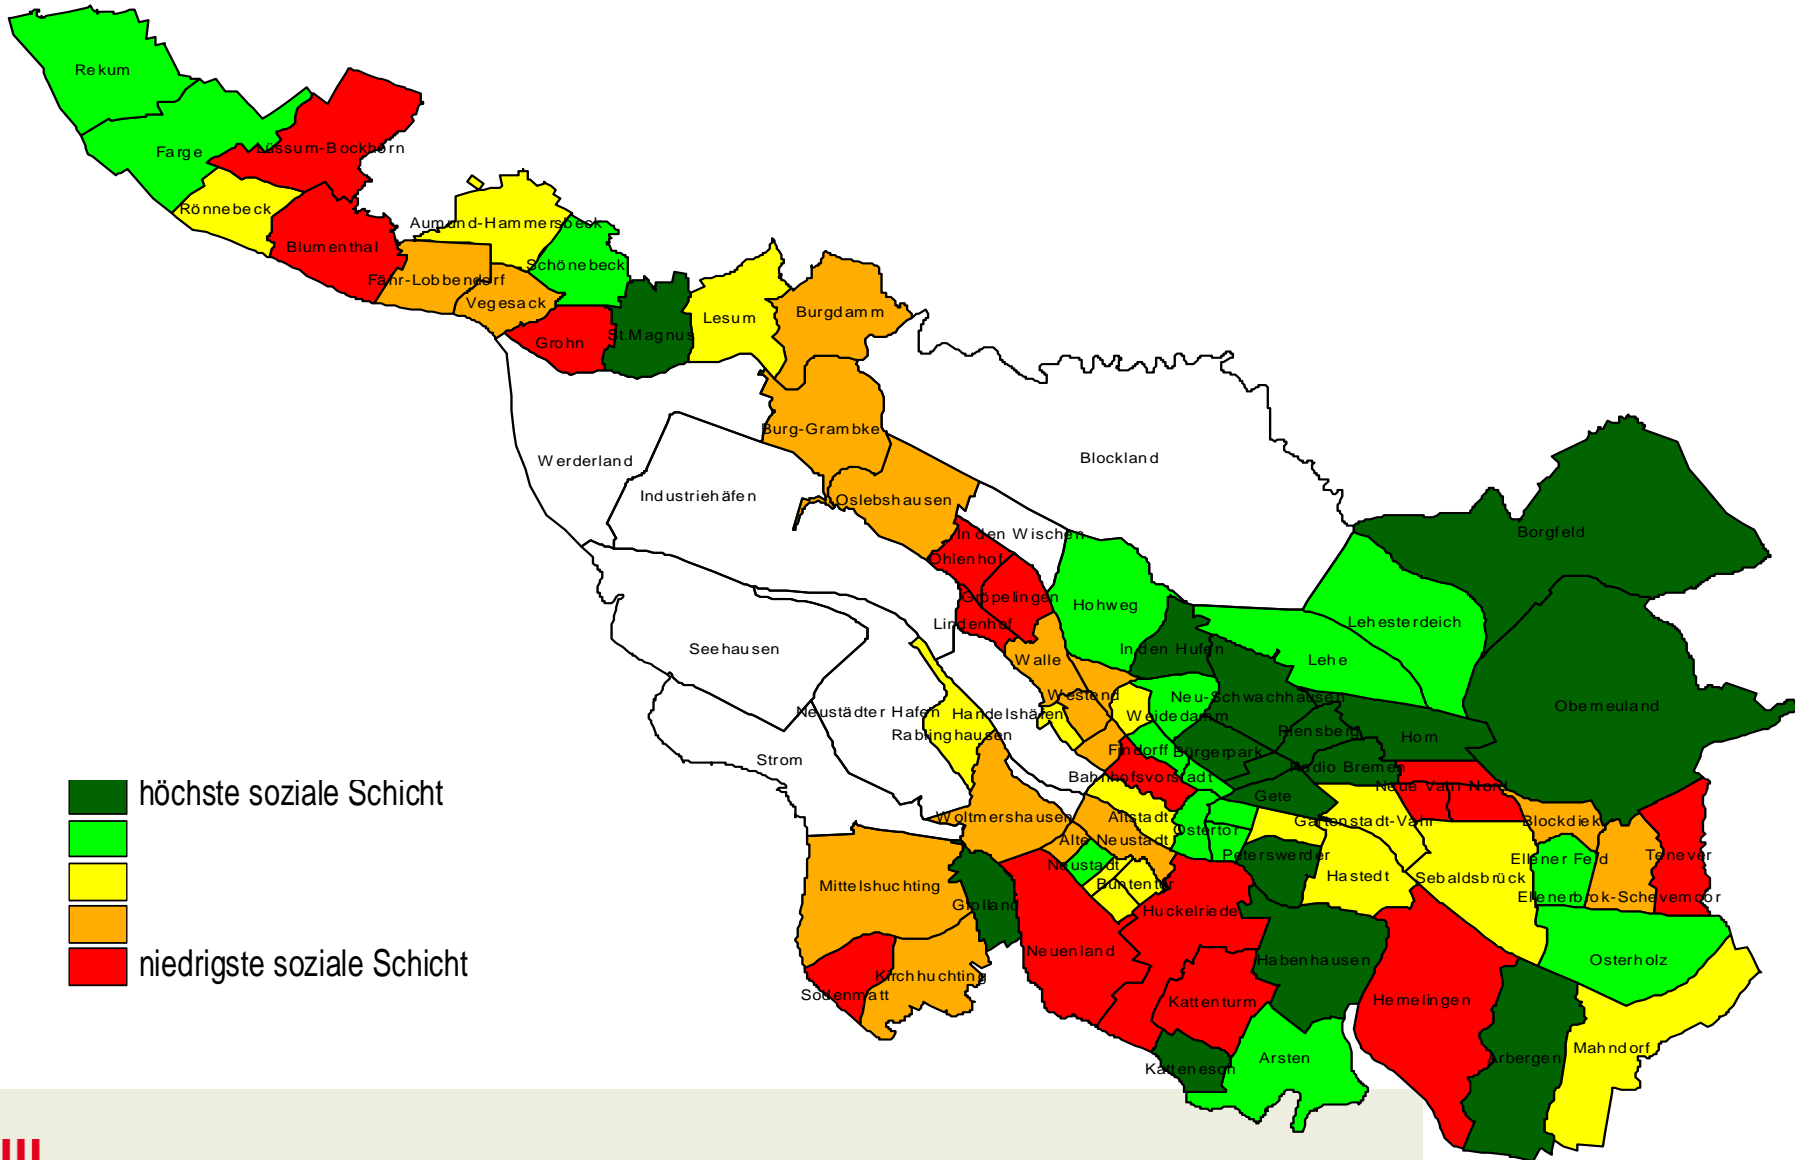 Rekum
Farge
Lüssum-Bockhorn
Rönnebeck
Blumenthal
Aumund-Hammersbeck
Schönebeck
Fähr-Lobbendorf
Vegesack
Grohn
St.Magnus
Lesum
Burgdamm
Burg-Grambke
Werderland
Industriehäfen
Oslebshausen
Blockland
In den Wischen
Ohlenhof
Gröpelingen
Lindenhof
Hohweg
Borgfeld
Lehesterdeich
In den Hufen
Lehe
Seehausen
Walle
Westend
Neu-Schwachhausen
Weidedamm
Oberneuland
Neustädter Hafen
Handelshäfen
Rablinghausen
Riensberg
Horn
Strom
Findorff
Bürgerpark
Radio Bremen
Bahnhofsvorstadt
Neue Vahr Nord
Gete
höchste soziale Schicht
Woltmershausen
Altstadt
Ostertor
Gartenstadt-Vahr
Blockdiek
Alte Neustadt
Neustadt
Peterswerder
Ellener Feld
Tenever
Mittelshuchting
Buntentor
Hastedt
Sebaldsbrück
Ellenerbrok-Schevemoor
Grolland
Huckelriede
Neuenland
Habenhausen
Osterholz
niedrigste soziale Schicht
Kirchhuchting
Sodenmatt
Kattenturm
Hemelingen
Kattenesch
Arsten
Arbergen
Mahndorf